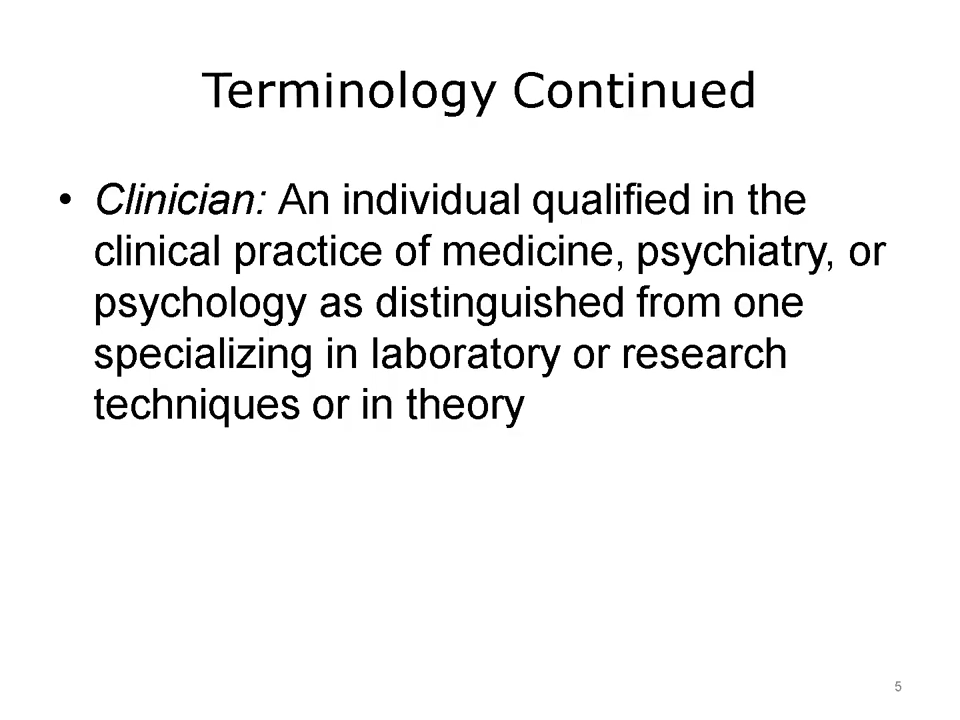 Terminology Continued
• Clinician: An individual qualified in the
clinical practice of medicine, psychiatry, or
psychology as distinguished from one
specializing in laboratory or research
techniques or in theory
5